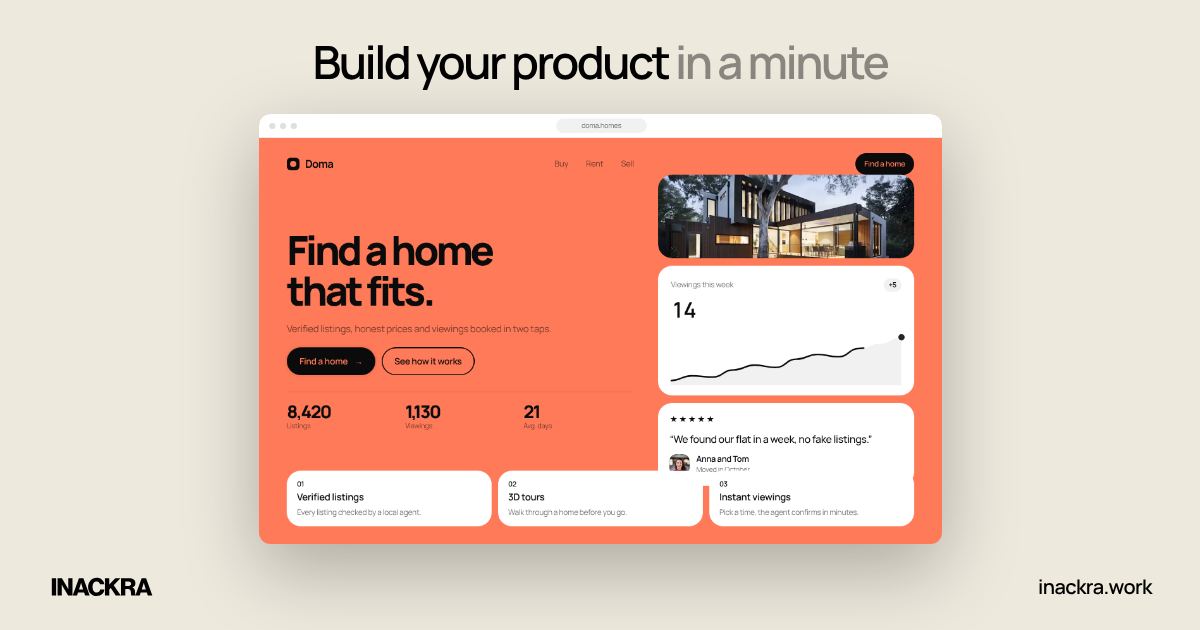 Build your product in a minute
doma.homes
Doma
Buy Rent Sell
Find a home
Find a home
that fits.
Verified listings, honest prices and viewings booked in two taps.
Find a home →
See how it works
8,420
Listings
1,130
Viewings
21
Avg. days
Viewings this week
+5
14
★★★★★
“We found our flat in a week, no fake listings.”
Anna and Tom
Moved in October
01
Verified listings
Every listing checked by a local agent.
02
3D tours
Walk through a home before you go.
03
Instant viewings
Pick a time, the agent confirms in minutes.
INACKRA
inackra.work